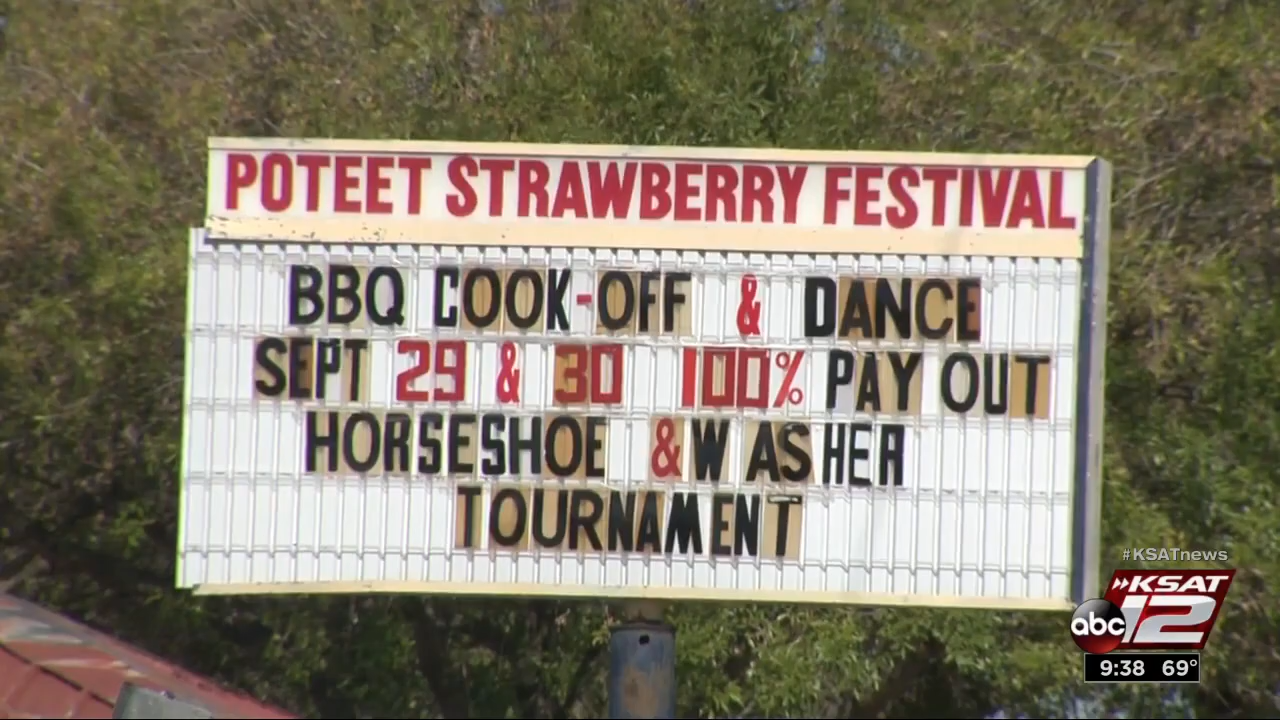 POTEET STRAWBERRY FESTIVAL
BBQ COOK-OFF & DANCE
SEPT 29 & 30 100% PAY OUT
HORSESHOE & WASHER
TOURNAMENT
#KSATnews
KSAT
abc 12
9:38 69°